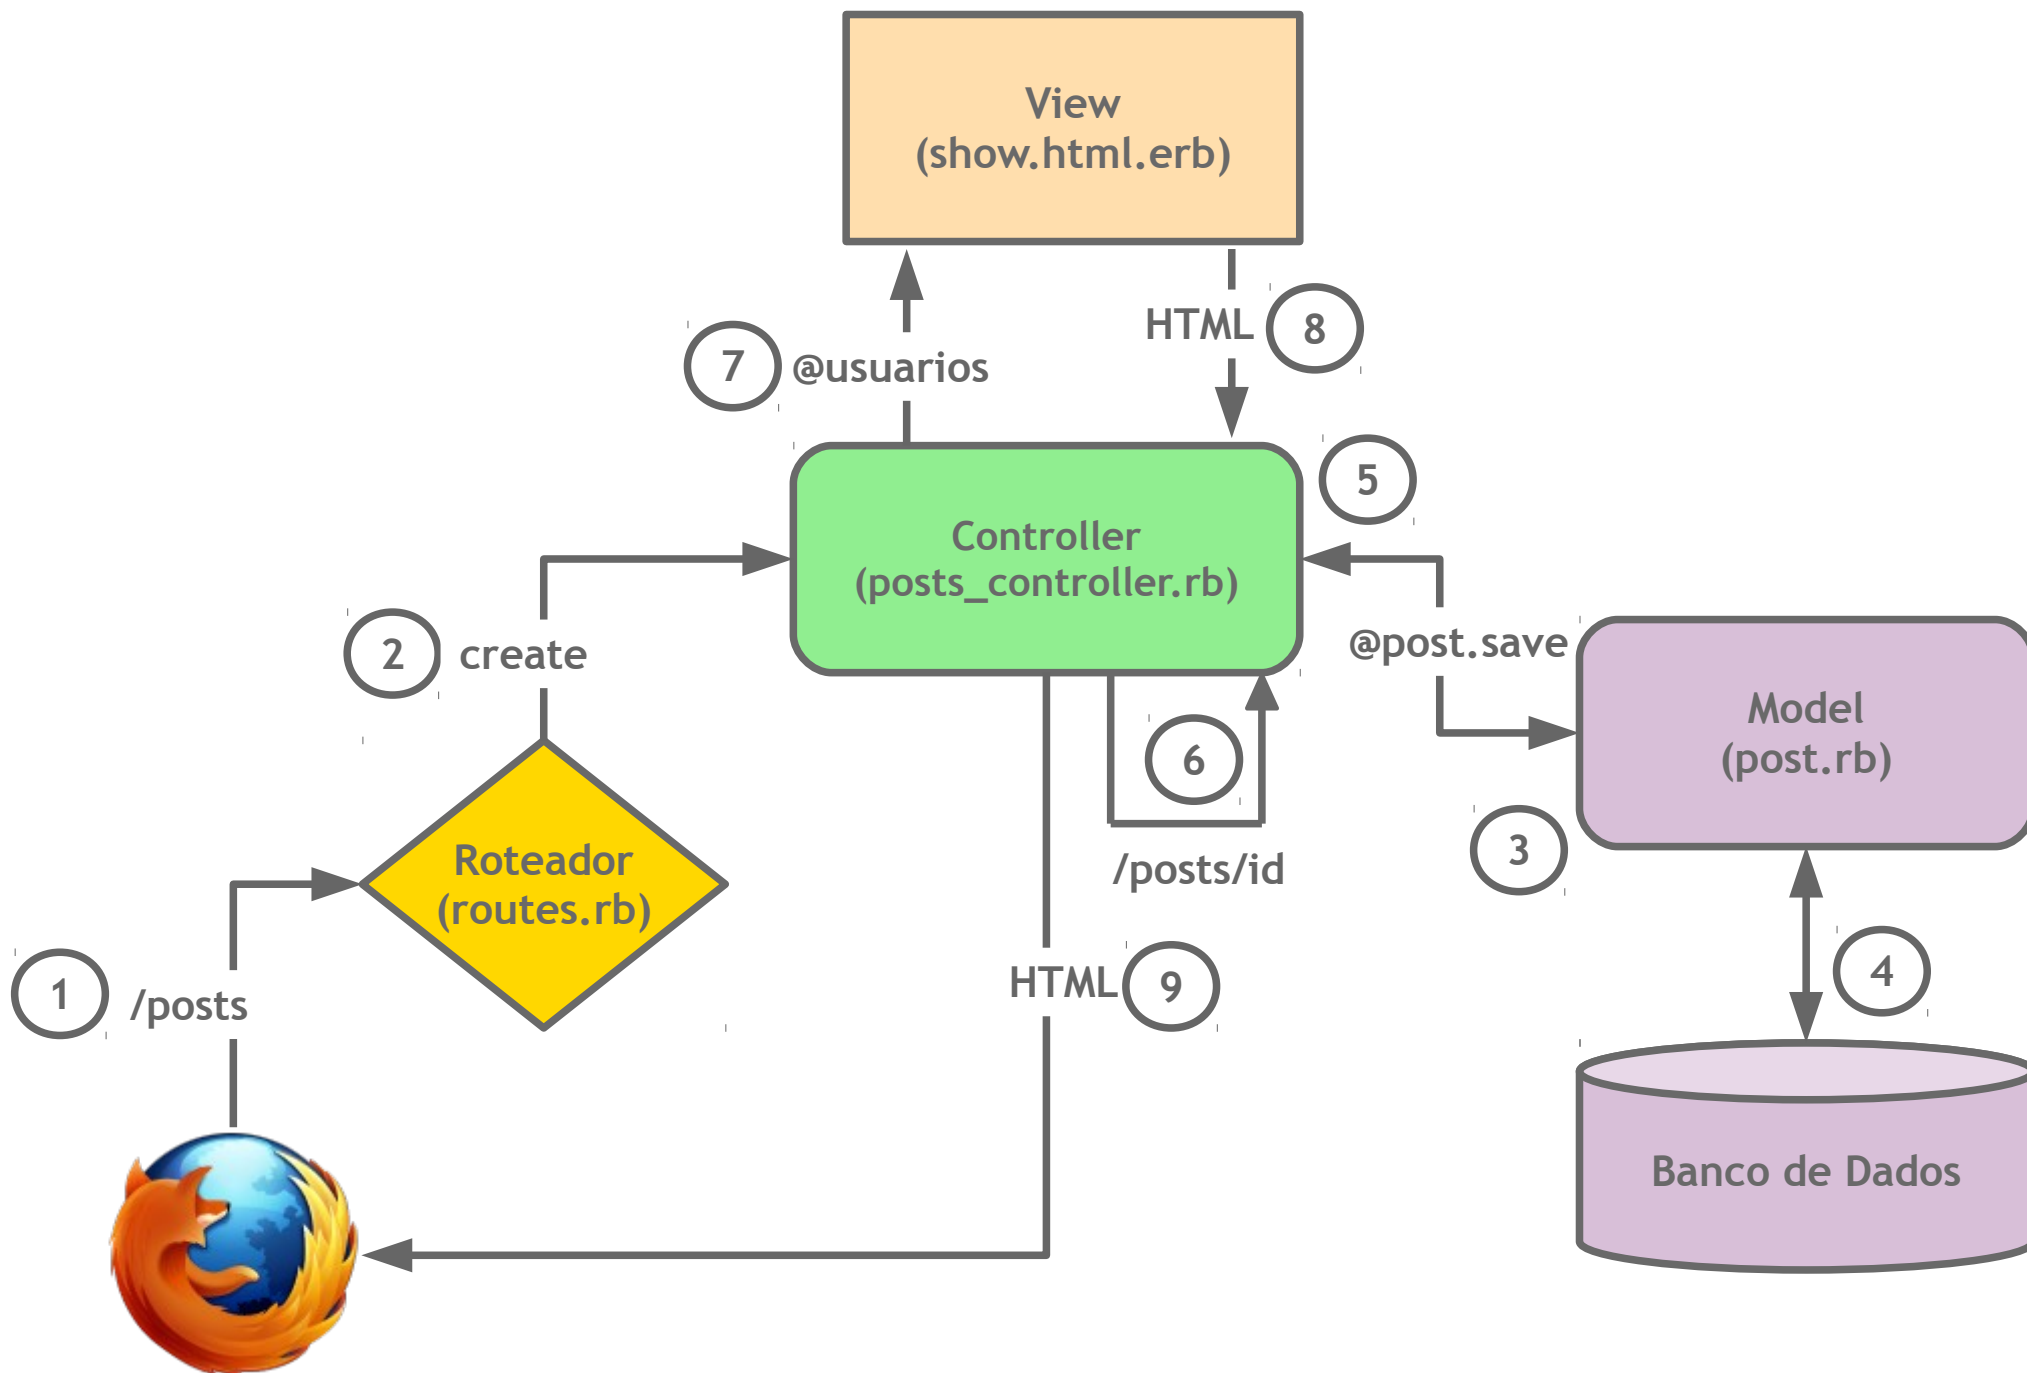 View
(show.html.erb)
HTML
8
7
@usuarios
5
Controller
(posts_controller.rb)
2
create
@post.save
Model
(post.rb)
6
3
Roteador
(routes.rb)
/posts/id
4
HTML
9
1
/posts
Banco de Dados